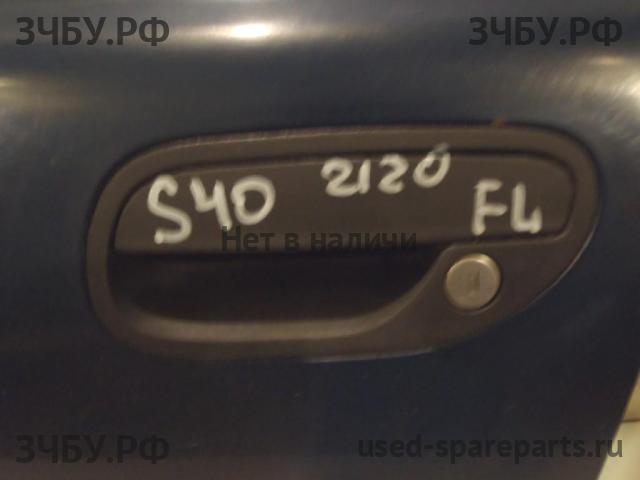 ЗЧБУ.РФ ЗЧБУ.РФ
S40 2120 FL
Нет в наличи
ЗЧБУ.РФ used-spareparts.ru